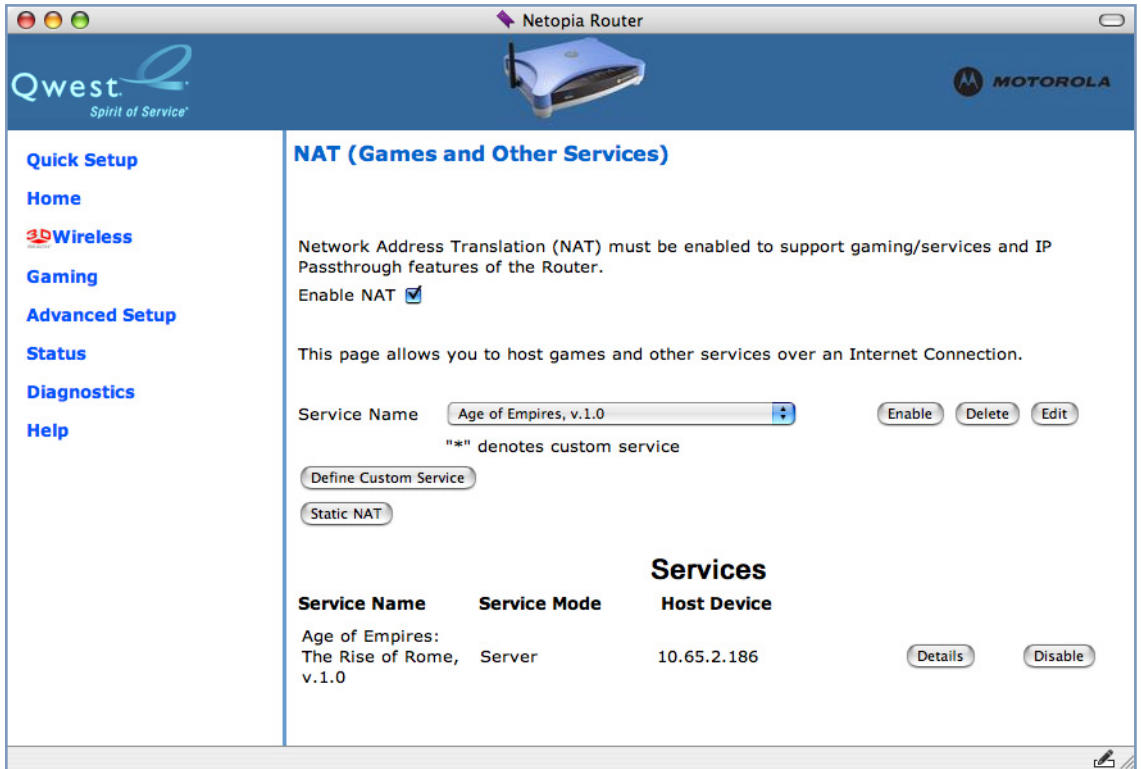 Netopia Router
Qwest.
Spirit of Service®
MOTOROLA
Quick Setup
Home
3D Wireless
Gaming
Advanced Setup
Status
Diagnostics
Help
NAT (Games and Other Services)
Network Address Translation (NAT) must be enabled to support gaming/services and IP
Passthrough features of the Router.
Enable NAT
This page allows you to host games and other services over an Internet Connection.
Service Name Age of Empires, v.1.0 Enable Delete Edit
"*" denotes custom service
Define Custom Service
Static NAT
Services
Service Name Service Mode Host Device
Age of Empires:
The Rise of Rome, Server 10.65.2.186 Details Disable
v.1.0